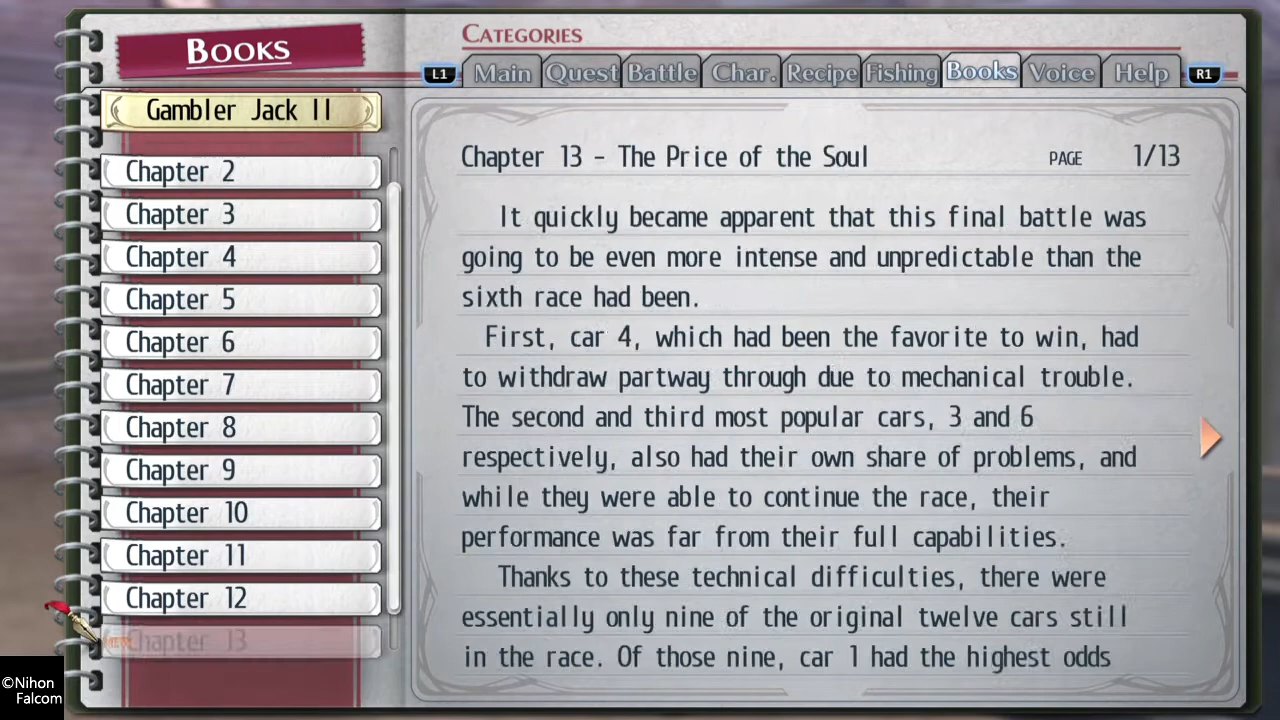 BOOKS
CATEGORIES
L1
Main
Quest
Battle
Char.
Recipe
Fishing
Books
Voice
Help
R1
Gambler Jack II
Chapter 2
Chapter 3
Chapter 4
Chapter 5
Chapter 6
Chapter 7
Chapter 8
Chapter 9
Chapter 10
Chapter 11
Chapter 12
NEW
Chapter 13
Chapter 13 - The Price of the Soul
PAGE 1/13
It quickly became apparent that this final battle was
going to be even more intense and unpredictable than the
sixth race had been.
First, car 4, which had been the favorite to win, had
to withdraw partway through due to mechanical trouble.
The second and third most popular cars, 3 and 6
respectively, also had their own share of problems, and
while they were able to continue the race, their
performance was far from their full capabilities.
Thanks to these technical difficulties, there were
essentially only nine of the original twelve cars still
in the race. Of those nine, car 1 had the highest odds
©Nihon
Falcom